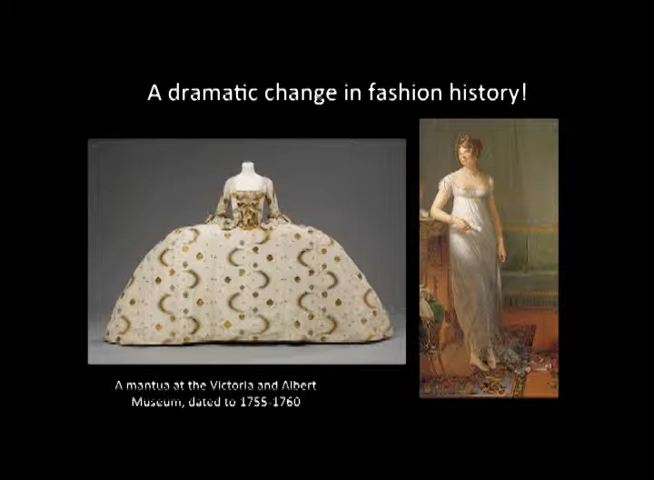 A dramatic change in fashion history!
A mantua at the Victoria and Albert
Museum, dated to 1755-1760